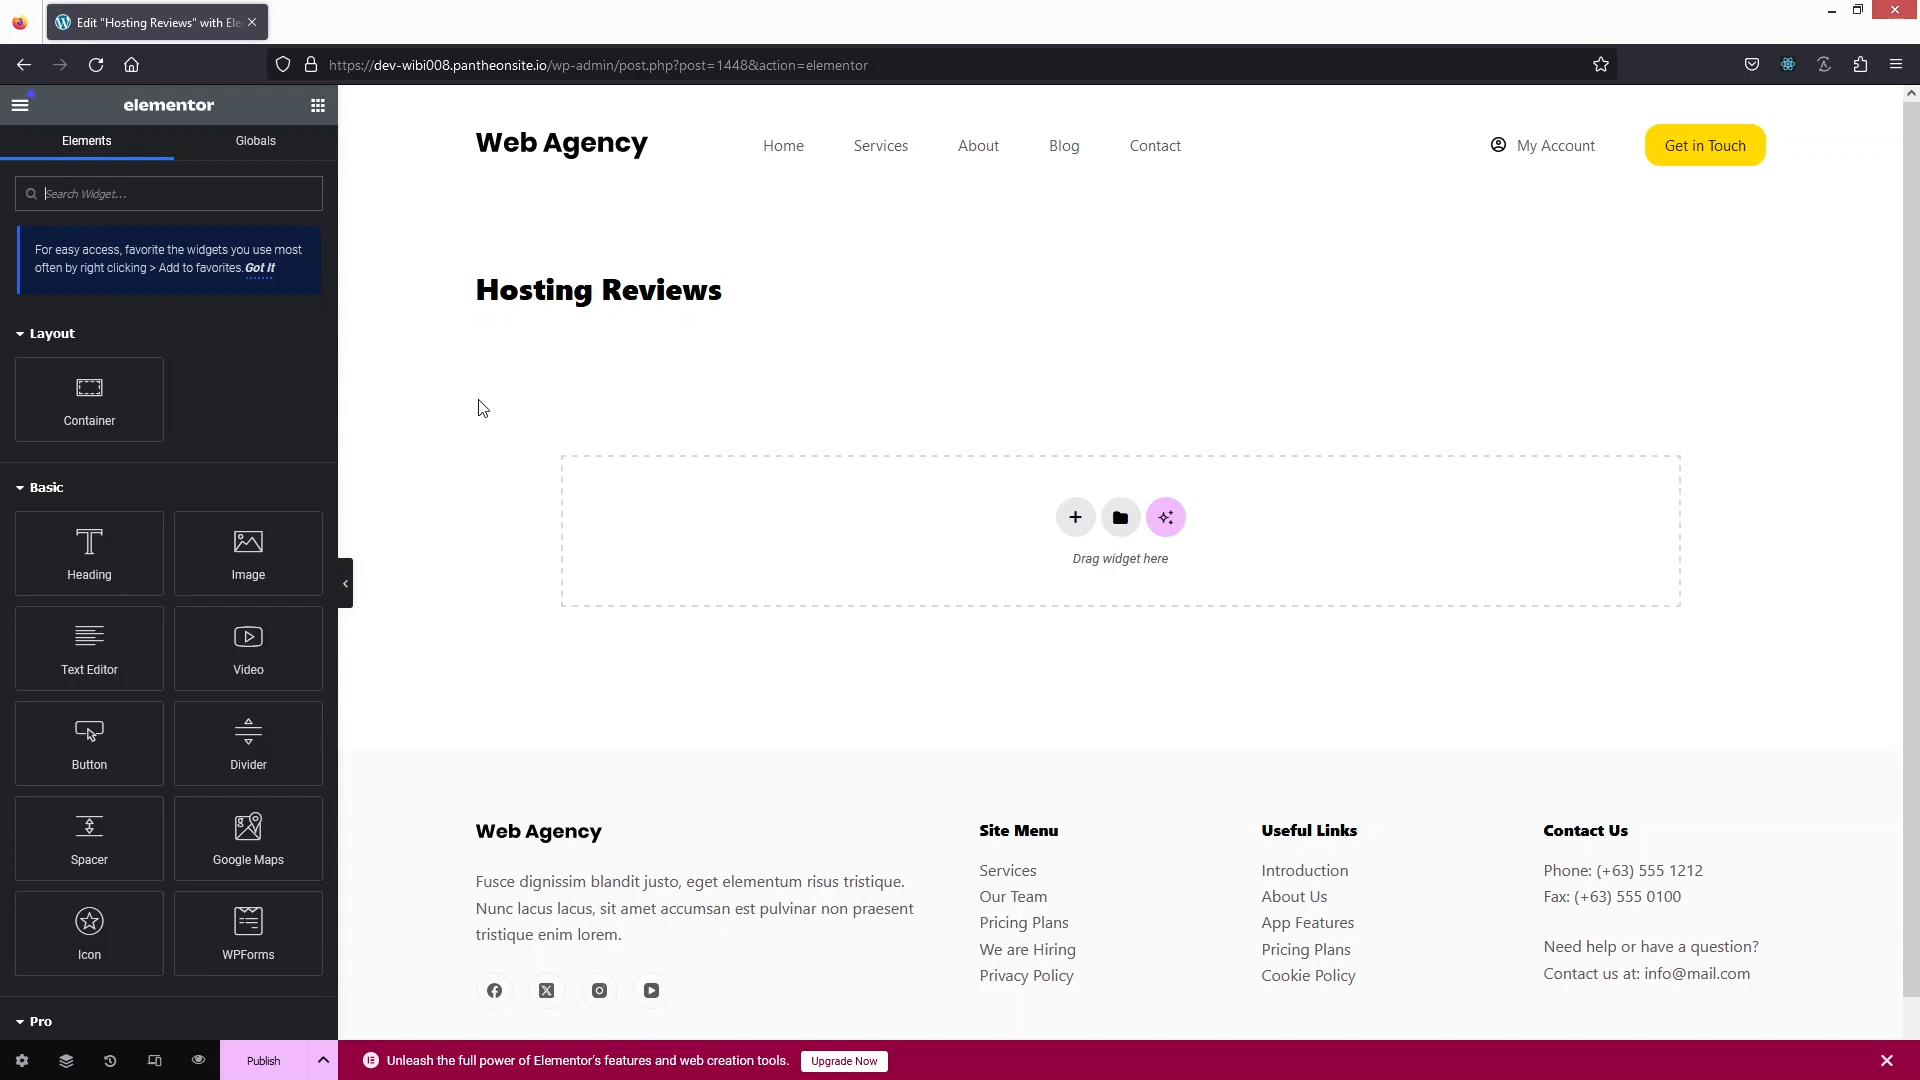 Edit "Hosting Reviews" with Ele
https://dev-wibi008.pantheonsite.io/wp-admin/post.php?post=1448&action=elementor
elementor
Elements
Globals
Search Widget...
For easy access, favorite the widgets you use most
often by right clicking > Add to favorites. Got It
Layout
Container
Basic
Heading
Image
Text Editor
Video
Button
Divider
Spacer
Google Maps
Icon
WPForms
Pro
Publish
Web Agency
Home
Services
About
Blog
Contact
My Account
Get in Touch
Hosting Reviews
Drag widget here
Web Agency
Fusce dignissim blandit justo, eget elementum risus tristique.
Nunc lacus lacus, sit amet accumsan est pulvinar non praesent
tristique enim lorem.
Site Menu
Services
Our Team
Pricing Plans
We are Hiring
Privacy Policy
Useful Links
Introduction
About Us
App Features
Pricing Plans
Cookie Policy
Contact Us
Phone: (+63) 555 1212
Fax: (+63) 555 0100
Need help or have a question?
Contact us at: info@mail.com
Unleash the full power of Elementor's features and web creation tools.
Upgrade Now